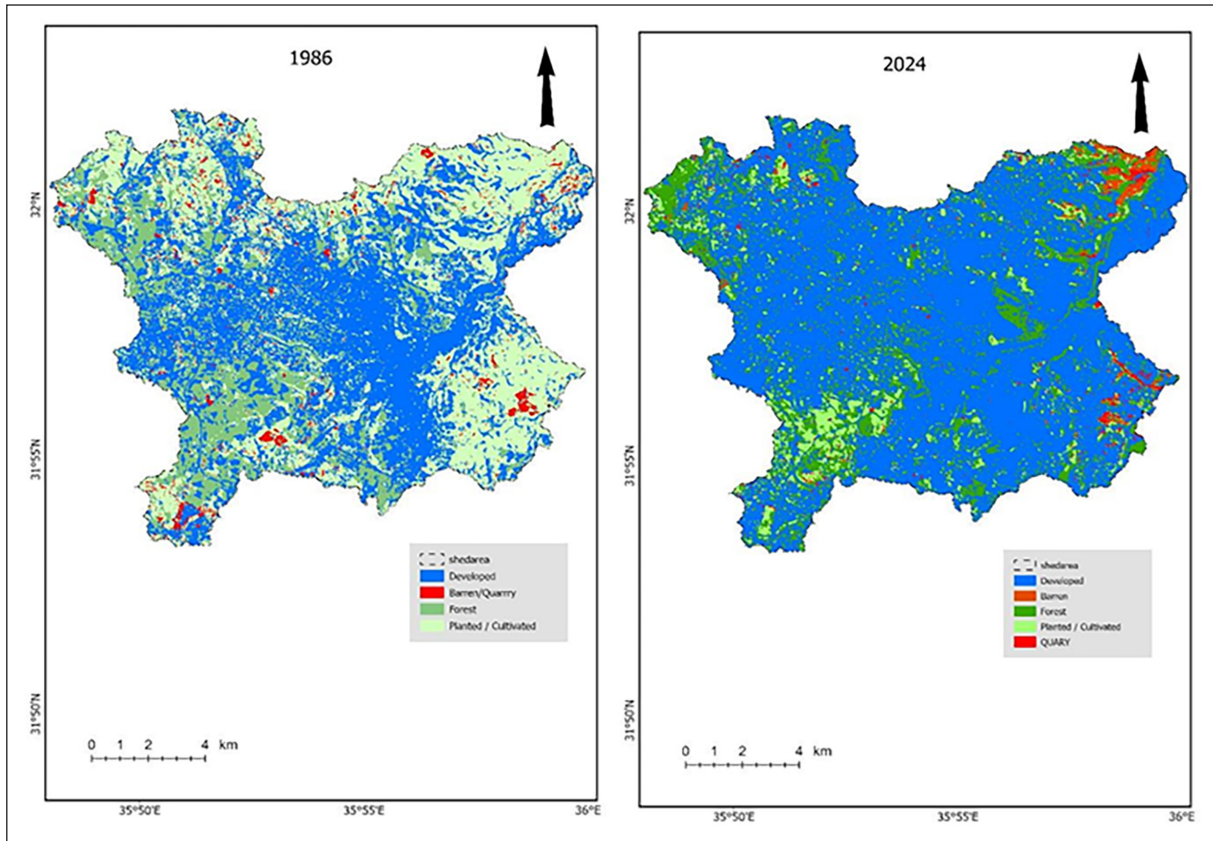 1986
32°N
31°55'N
31°50'N
shedarea
Developed
Barren/Quarrry
Forest
Planted / Cultivated
0 1 2 4 km
35°50'E 35°55'E 36°E
2024
32°N
31°55'N
31°50'N
shedarea
Developed
Barren
Forest
Planted / Cultivated
QUARY
0 1 2 4 km
35°50'E 35°55'E 36°E